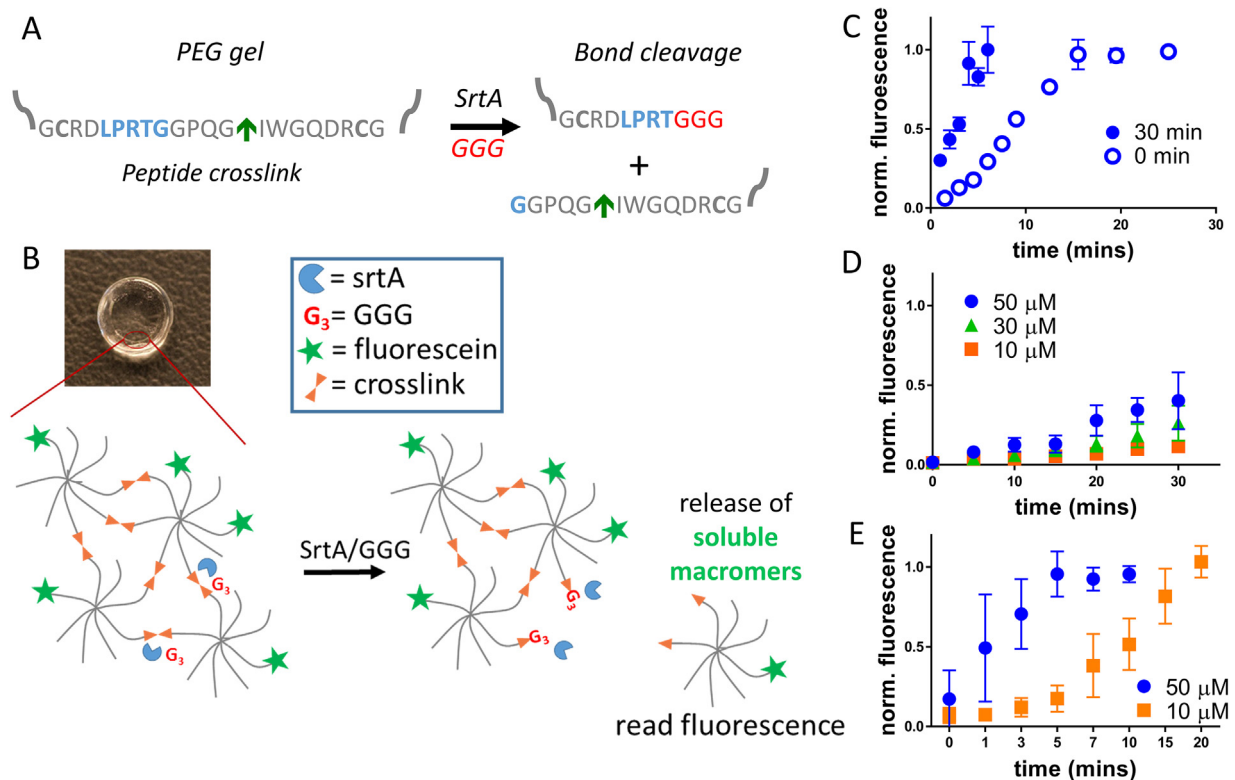 A
PEG gel
GCRDLPRTGGPQG↑IWGQDRCG
Peptide crosslink
SrtA
GGG
Bond cleavage
GCRDLPRTGGG
+
GGPQG↑IWGQDRCG
B
= srtA
G3= GGG
= fluorescein
= crosslink
G3
G3
SrtA/GGG
G3
G3
release of
soluble
macromers
read fluorescence
C
norm. fluroescence
1.0
0.5
0.0
0
10
20
30
30 min
0 min
time (mins)
D
norm. fluorescence
1.0
0.5
0.0
0
10
20
30
50 μM
30 μM
10 μM
time (mins)
E
norm. fluorescence
1.0
0.5
0.0
0
1
3
5
7
10
15
20
50 μM
10 μM
time (mins)